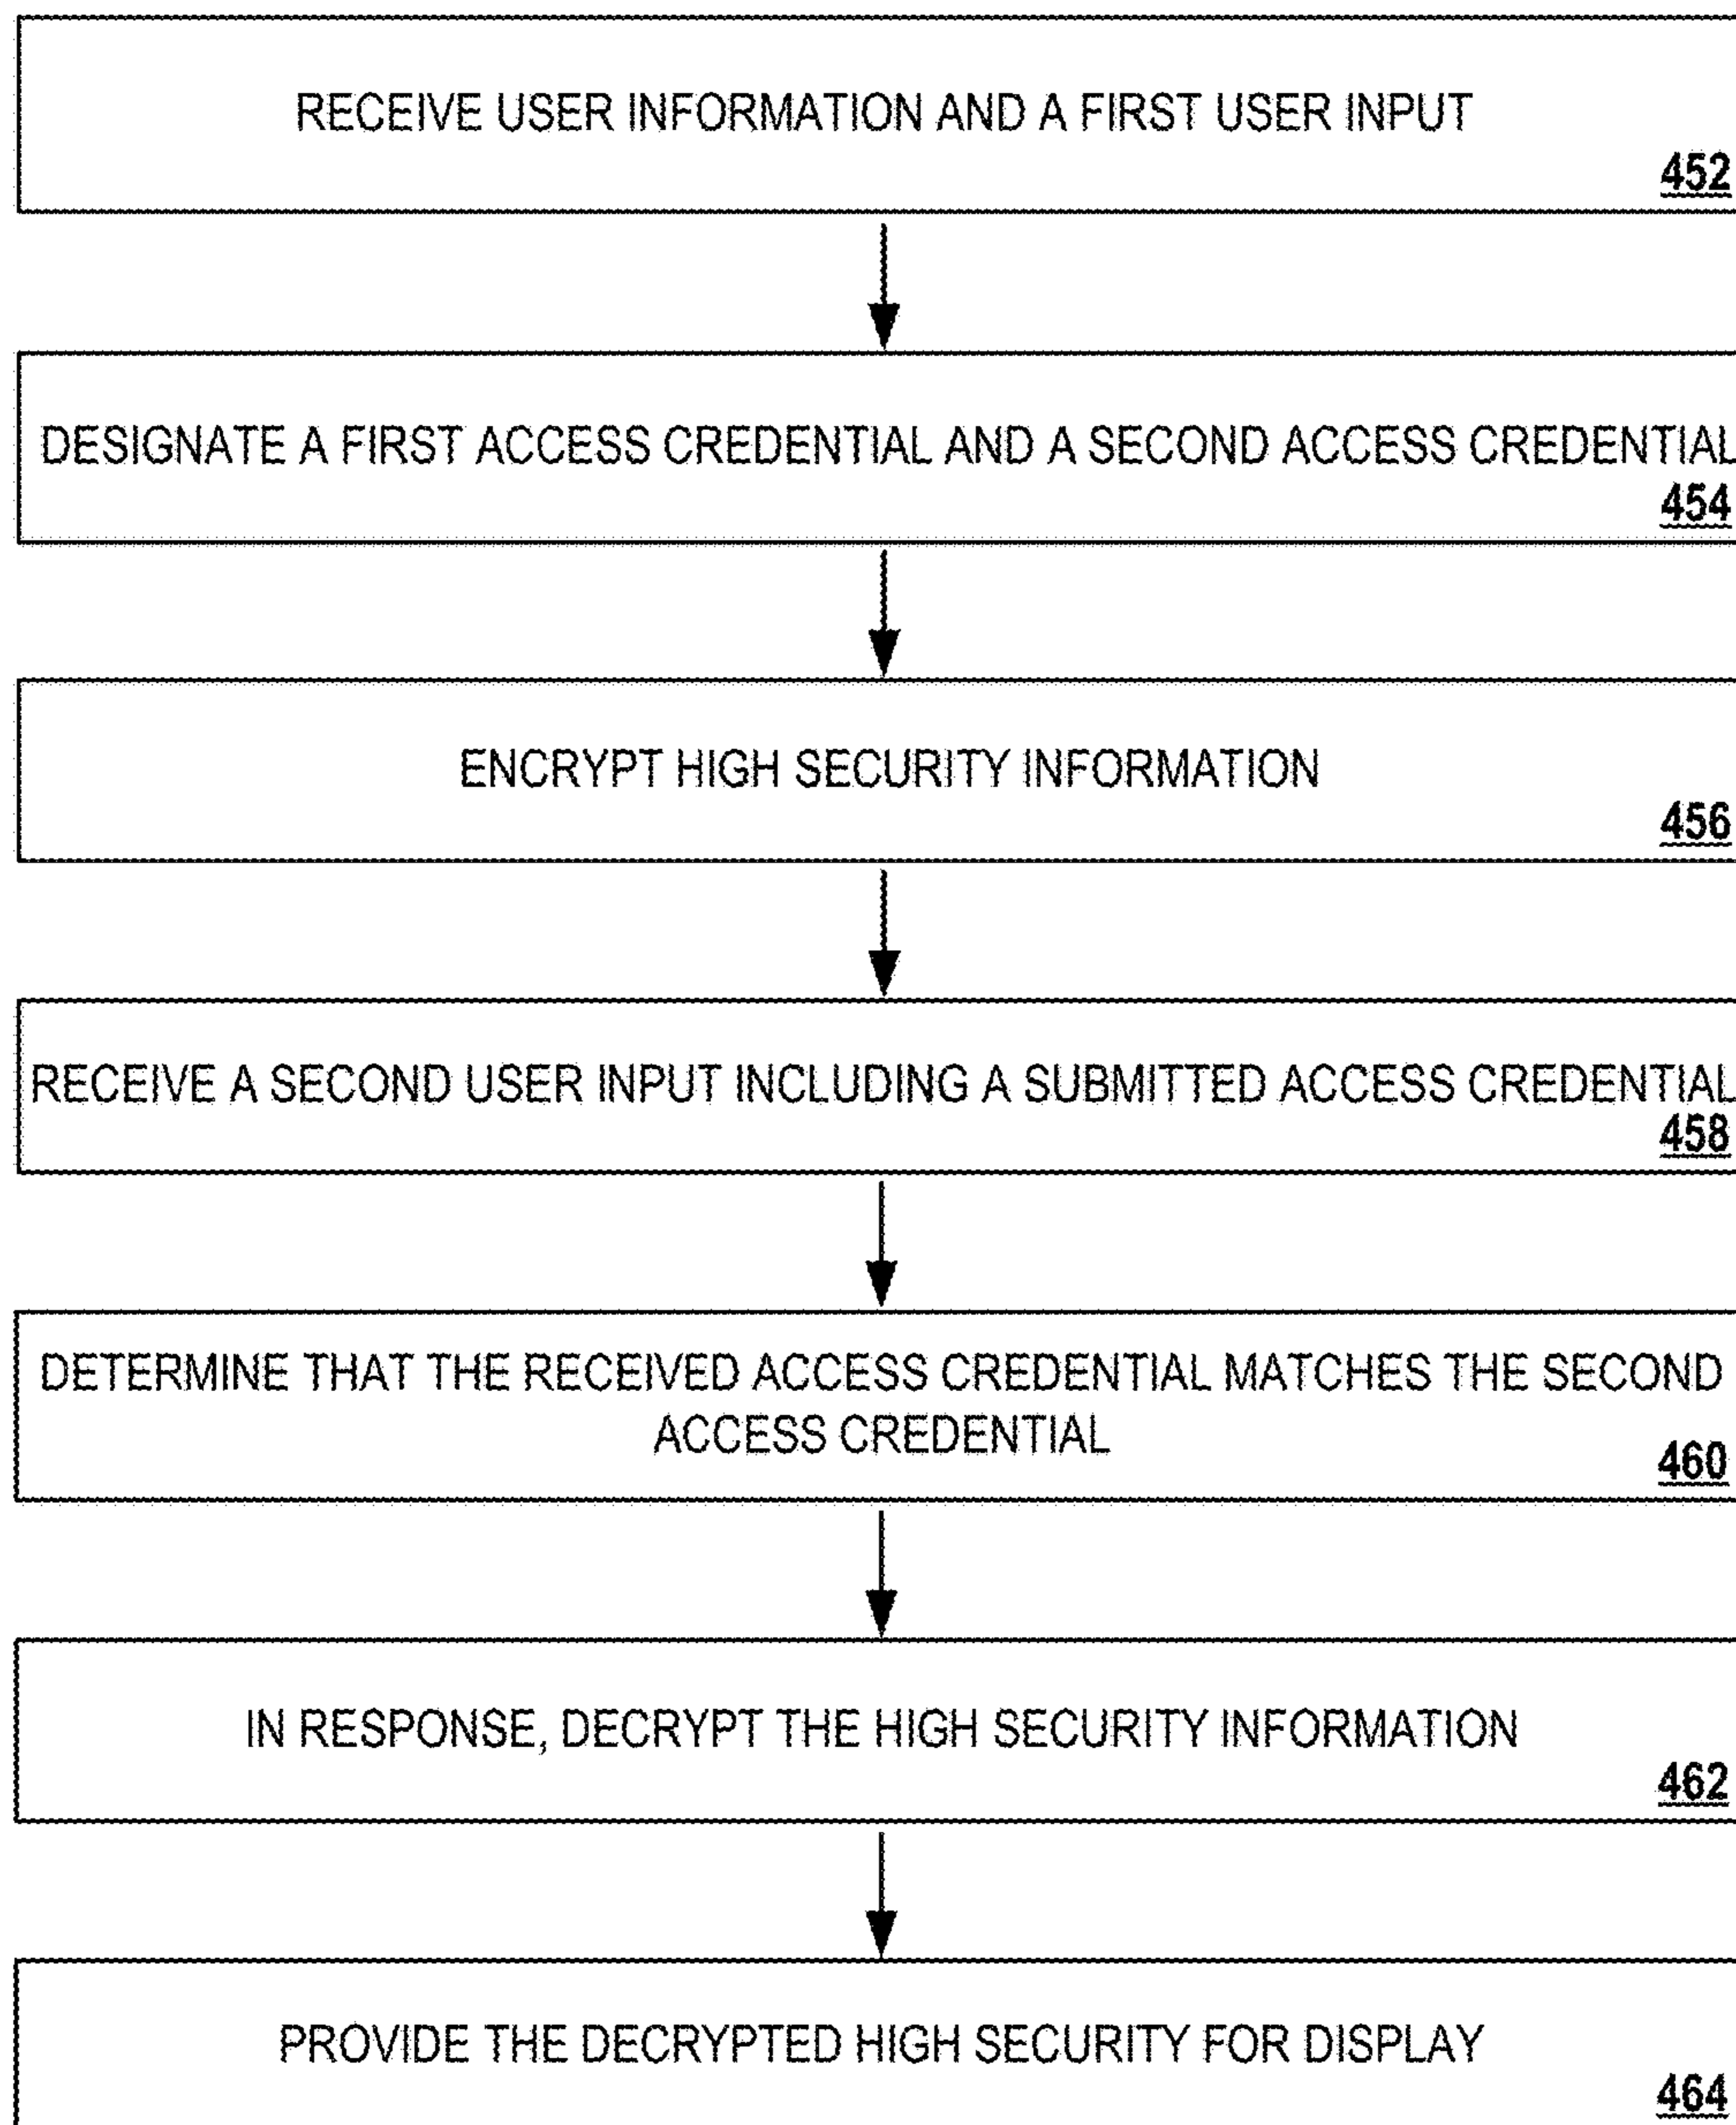 RECEIVE USER INFORMATION AND A FIRST USER INPUT
452
DESIGNATE A FIRST ACCESS CREDENTIAL AND A SECOND ACCESS CREDENTIAL
454
ENCRYPT HIGH SECURITY INFORMATION
456
RECEIVE A SECOND USER INPUT INCLUDING A SUBMITTED ACCESS CREDENTIAL
458
DETERMINE THAT THE RECEIVED ACCESS CREDENTIAL MATCHES THE SECOND
ACCESS CREDENTIAL
460
IN RESPONSE, DECRYPT THE HIGH SECURITY INFORMATION
462
PROVIDE THE DECRYPTED HIGH SECURITY FOR DISPLAY
464